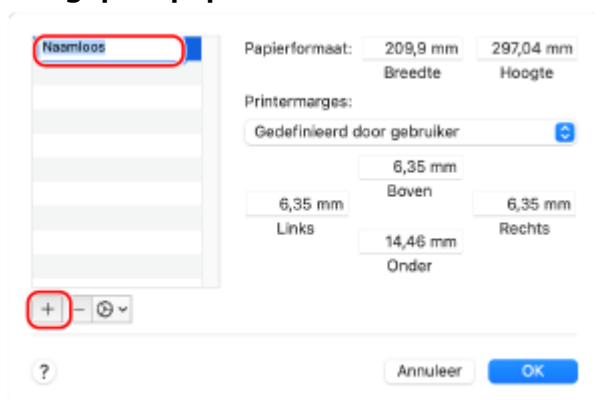 Naamloos
Papierformaat: 209,9 mm 297,04 mm
Breedte Hoogte
Printermarges:
Gedefinieerd door gebruiker
6,35 mm
Boven
6,35 mm 6,35 mm
Links Rechts
14,46 mm
Onder
+ −
? Annuleer OK